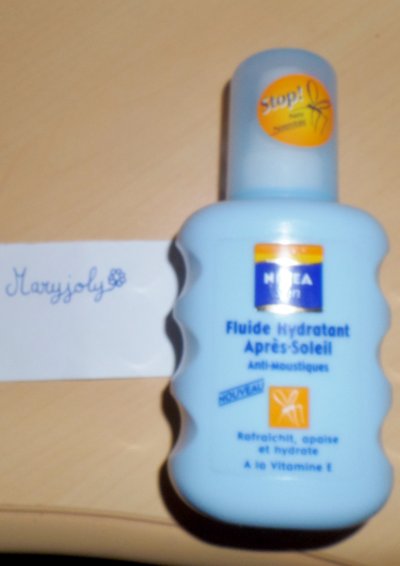 Stop!
Maryjoly
NIVEA
Fluide Hydratant
Après-Soleil
Anti-Moustiques
NOUVEAU
Rafraîchit, apaise
et hydrate
A la Vitamine E